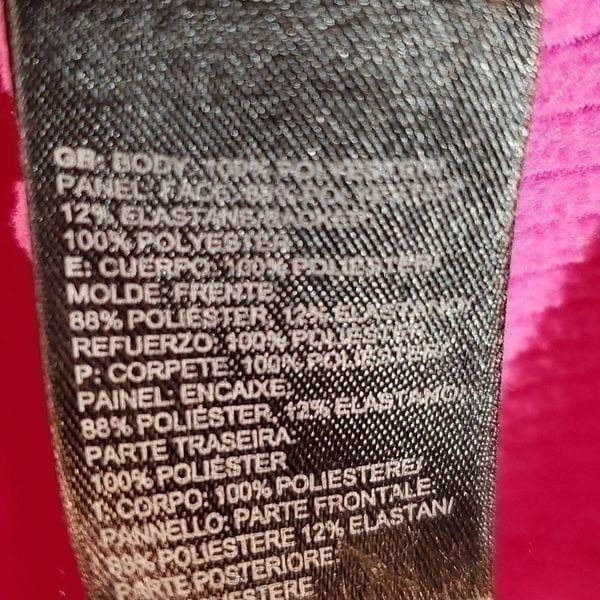 GB: BODY: 100% POLYESTER/
PANEL: FACE: 88% POLYESTER
12% ELASTANE BACKER
100% POLYESTER
E: CUERPO: 100% POLIESTER/
MOLDE: FRENTE:
88% POLIÉSTER, 12% ELASTANO/
REFUERZO: 100% POLIÉSTER
P: CORPETE: 100% POLIÉSTER/
PAINEL: ENCAIXE:
88% POLIÉSTER, 12% ELASTANO/
PARTE TRASEIRA:
100% POLIÉSTER
T: CORPO: 100% POLIESTERE/
PANNELLO: PARTE FRONTALE:
88% POLIESTERE 12% ELASTAN/
PARTE POSTERIORE:
POLIESTERE